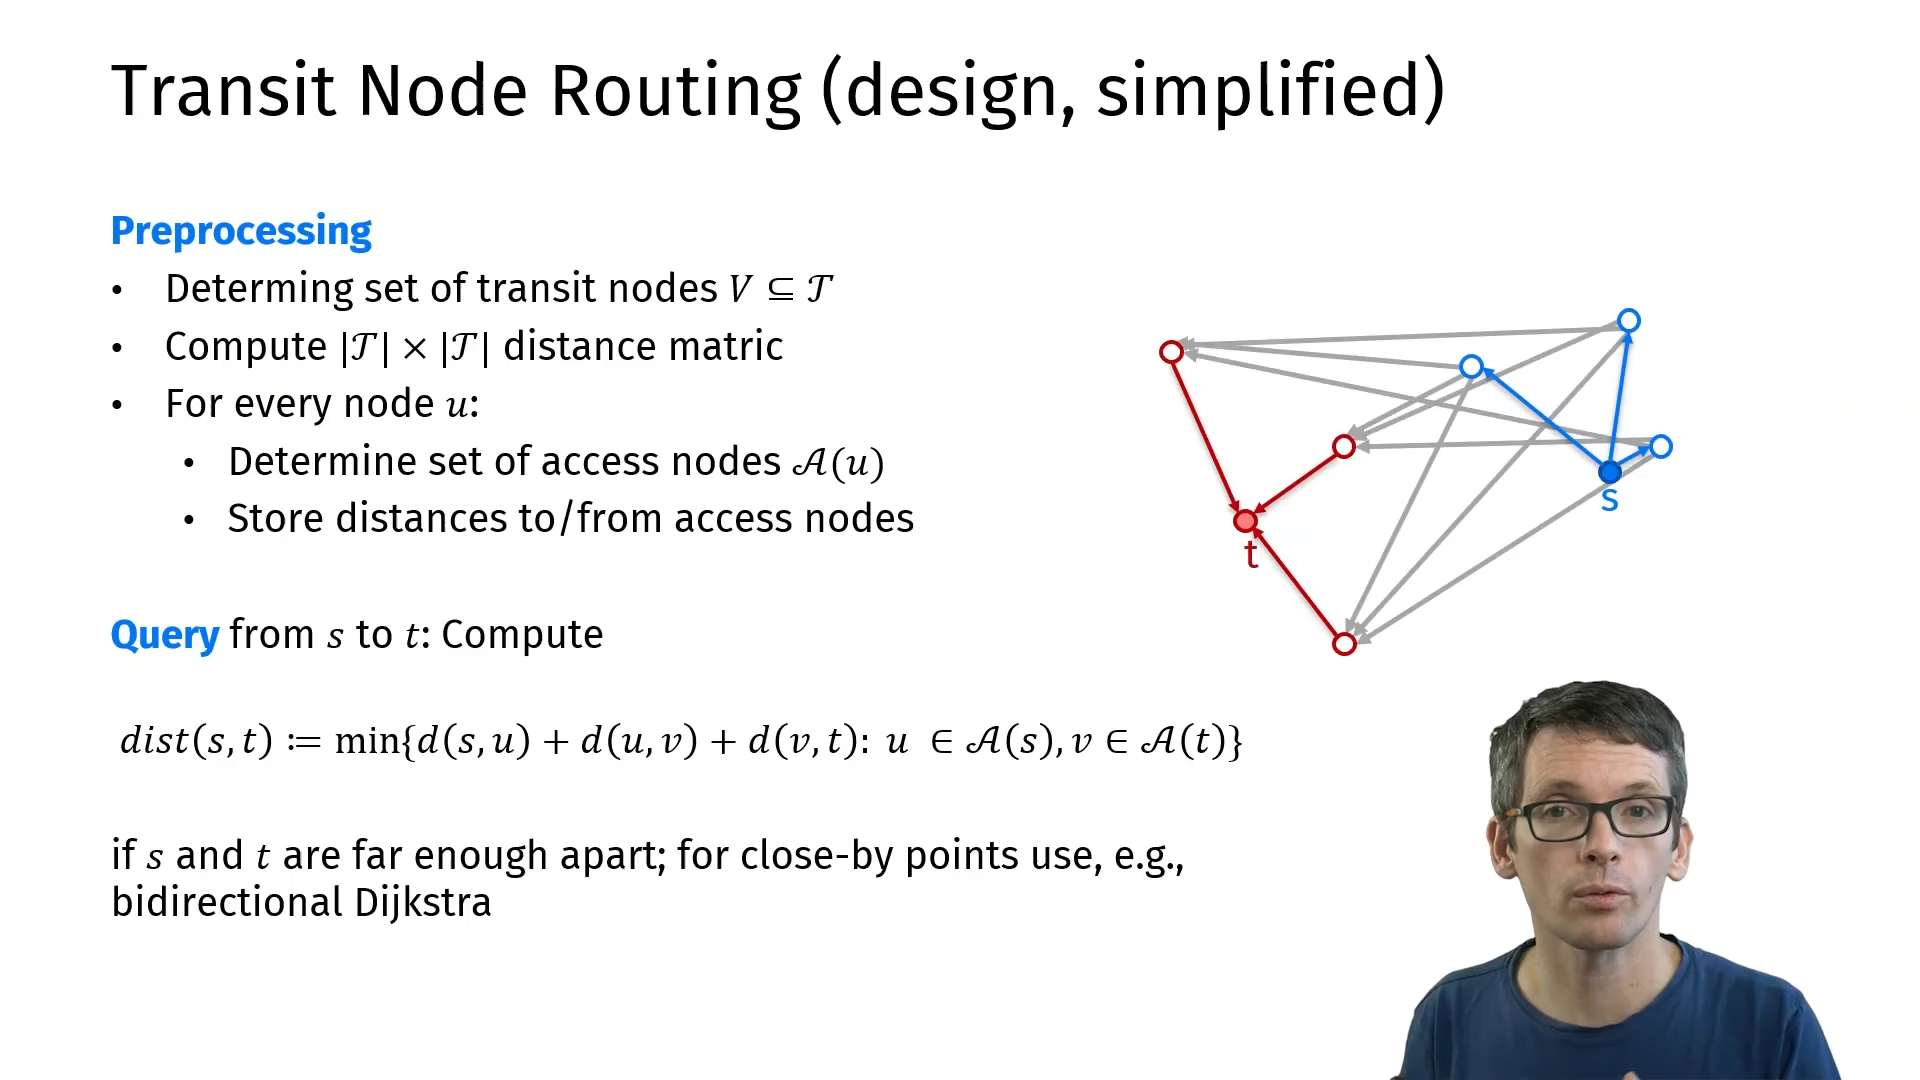 Transit Node Routing (design, simplified)
Preprocessing
• Determing set of transit nodes 𝑉 ⊆ 𝒯
• Compute |𝒯| × |𝒯| distance matric
• For every node 𝑢:
• Determine set of access nodes 𝒜(𝑢)
• Store distances to/from access nodes
Query from 𝑠 to 𝑡: Compute
𝑑𝑖𝑠𝑡(𝑠, 𝑡) ≔ min{𝑑(𝑠, 𝑢) + 𝑑(𝑢, 𝑣) + 𝑑(𝑣, 𝑡): 𝑢 ∈ 𝒜(𝑠), 𝑣 ∈ 𝒜(𝑡)}
if 𝑠 and 𝑡 are far enough apart; for close-by points use, e.g.,
bidirectional Dijkstra
s
t